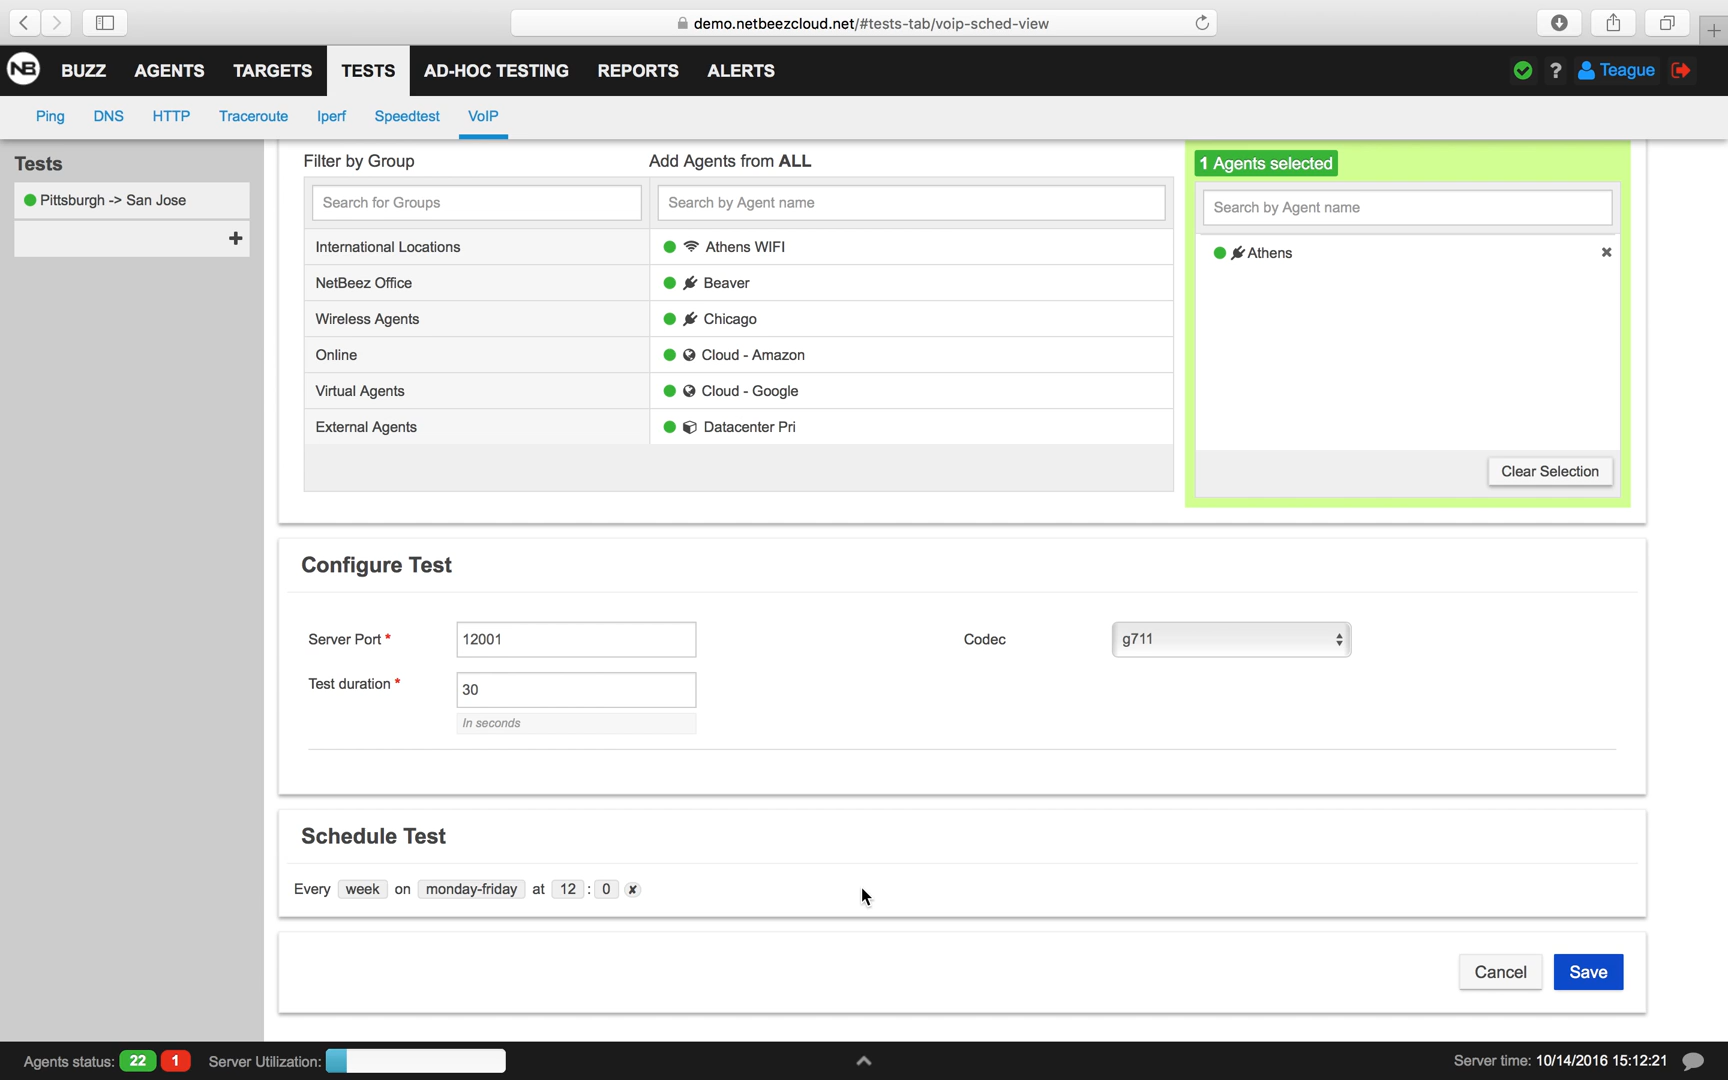 demo.netbeezcloud.net/#tests-tab/voip-sched-view
NB BUZZ AGENTS TARGETS TESTS AD-HOC TESTING REPORTS ALERTS ? Teague
Ping DNS HTTP Traceroute Iperf Speedtest VoIP
Tests
Pittsburgh -> San Jose
+
Filter by Group
Search for Groups
International Locations
NetBeez Office
Wireless Agents
Online
Virtual Agents
External Agents
Add Agents from ALL
Search by Agent name
Athens WIFI
Beaver
Chicago
Cloud - Amazon
Cloud - Google
Datacenter Pri
1 Agents selected
Search by Agent name
Athens
Clear Selection
Configure Test
Server Port * 12001
Codec g711
Test duration * 30
In seconds
Schedule Test
Every week on monday-friday at 12 : 0
Cancel Save
Agents status: 22 1 Server Utilization: Server time: 10/14/2016 15:12:21